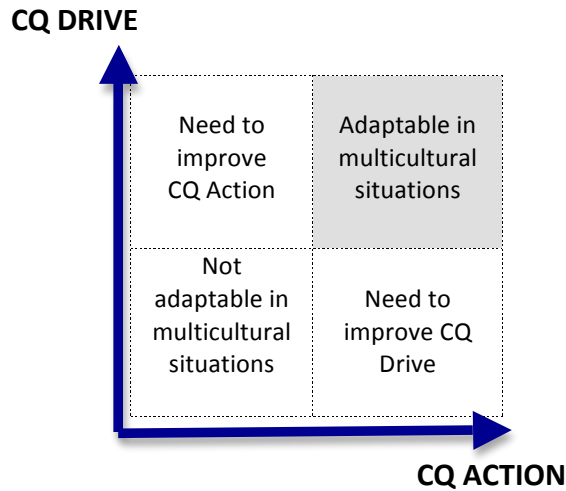 CQ DRIVE
Need to
improve
CQ Action
Adaptable in
multicultural
situations
Not
adaptable in
multicultural
situations
Need to
improve CQ
Drive
CQ ACTION